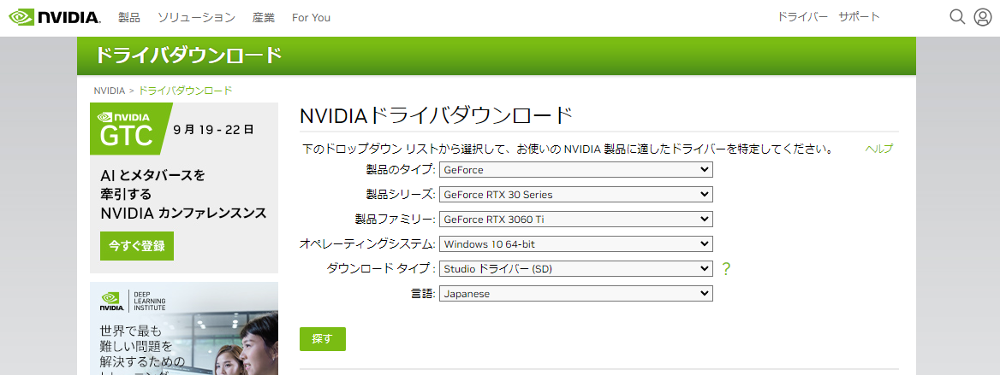 NVIDIA.
製品 ソリューション 産業 For You
ドライバー サポート
ドライバダウンロード
NVIDIA > ドライバダウンロード
NVIDIA
GTC
9 月 19 - 22 日
AI とメタバースを
牽引する
NVIDIA カンファレンスンス
今すぐ登録
NVIDIA.
DEEP
LEARNING
INSTITUTE
世界で最も
難しい問題を
解決するための
NVIDIAドライバダウンロード
下のドロップダウン リストから選択して、お使いの NVIDIA 製品に適したドライバーを特定してください。
ヘルプ
製品のタイプ: GeForce
製品シリーズ: GeForce RTX 30 Series
製品ファミリー: GeForce RTX 3060 Ti
オペレーティングシステム: Windows 10 64-bit
ダウンロード タイプ : Studio ドライバー (SD) ?
言語: Japanese
探す